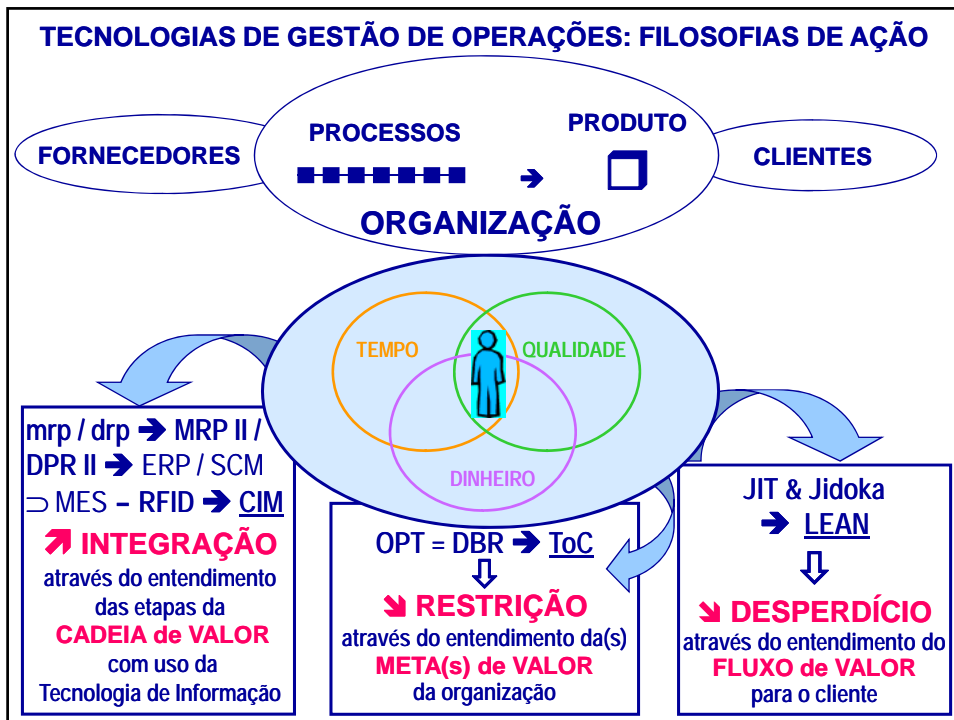 TECNOLOGIAS DE GESTÃO DE OPERAÇÕES: FILOSOFIAS DE AÇÃO
FORNECEDORES
PROCESSOS
PRODUTO
➔
ORGANIZAÇÃO
CLIENTES
TEMPO
QUALIDADE
DINHEIRO
mrp / drp ➔ MRP II /
DPR II ➔ ERP / SCM
⊃ MES – RFID ➔ CIM
INTEGRAÇÃO
através do entendimento
das etapas da
CADEIA de VALOR
com uso da
Tecnologia de Informação
OPT = DBR ➔ ToC
RESTRIÇÃO
através do entendimento da(s)
META(s) de VALOR
da organização
JIT & Jidoka
➔ LEAN
DESPERDÍCIO
através do entendimento do
FLUXO de VALOR
para o cliente